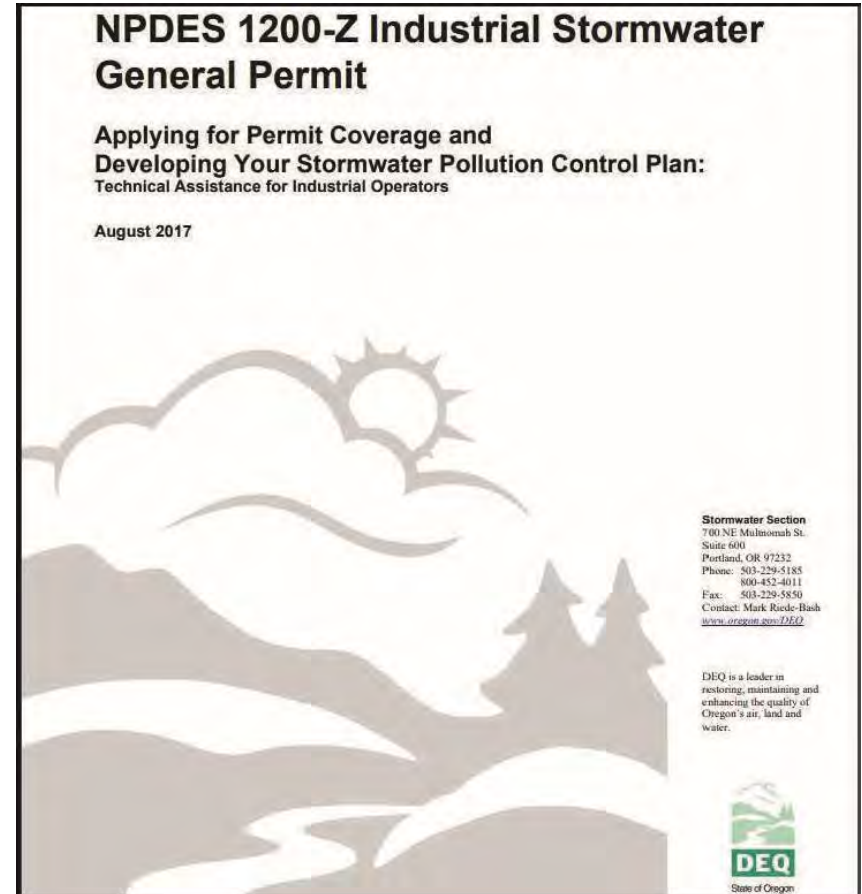 NPDES 1200-Z Industrial Stormwater
General Permit
Applying for Permit Coverage and
Developing Your Stormwater Pollution Control Plan:
Technical Assistance for Industrial Operators
August 2017
Stormwater Section
700 NE Multnomah St.
Suite 600
Portland, OR 97232
Phone: 503-229-5185
800-452-4011
Fax: 503-229-5850
Contact: Mark Riede-Bash
www.oregon.gov/DEQ
DEQ is a leader in
restoring, maintaining and
enhancing the quality of
Oregon's air, land and
water.
DEQ
State of Oregon